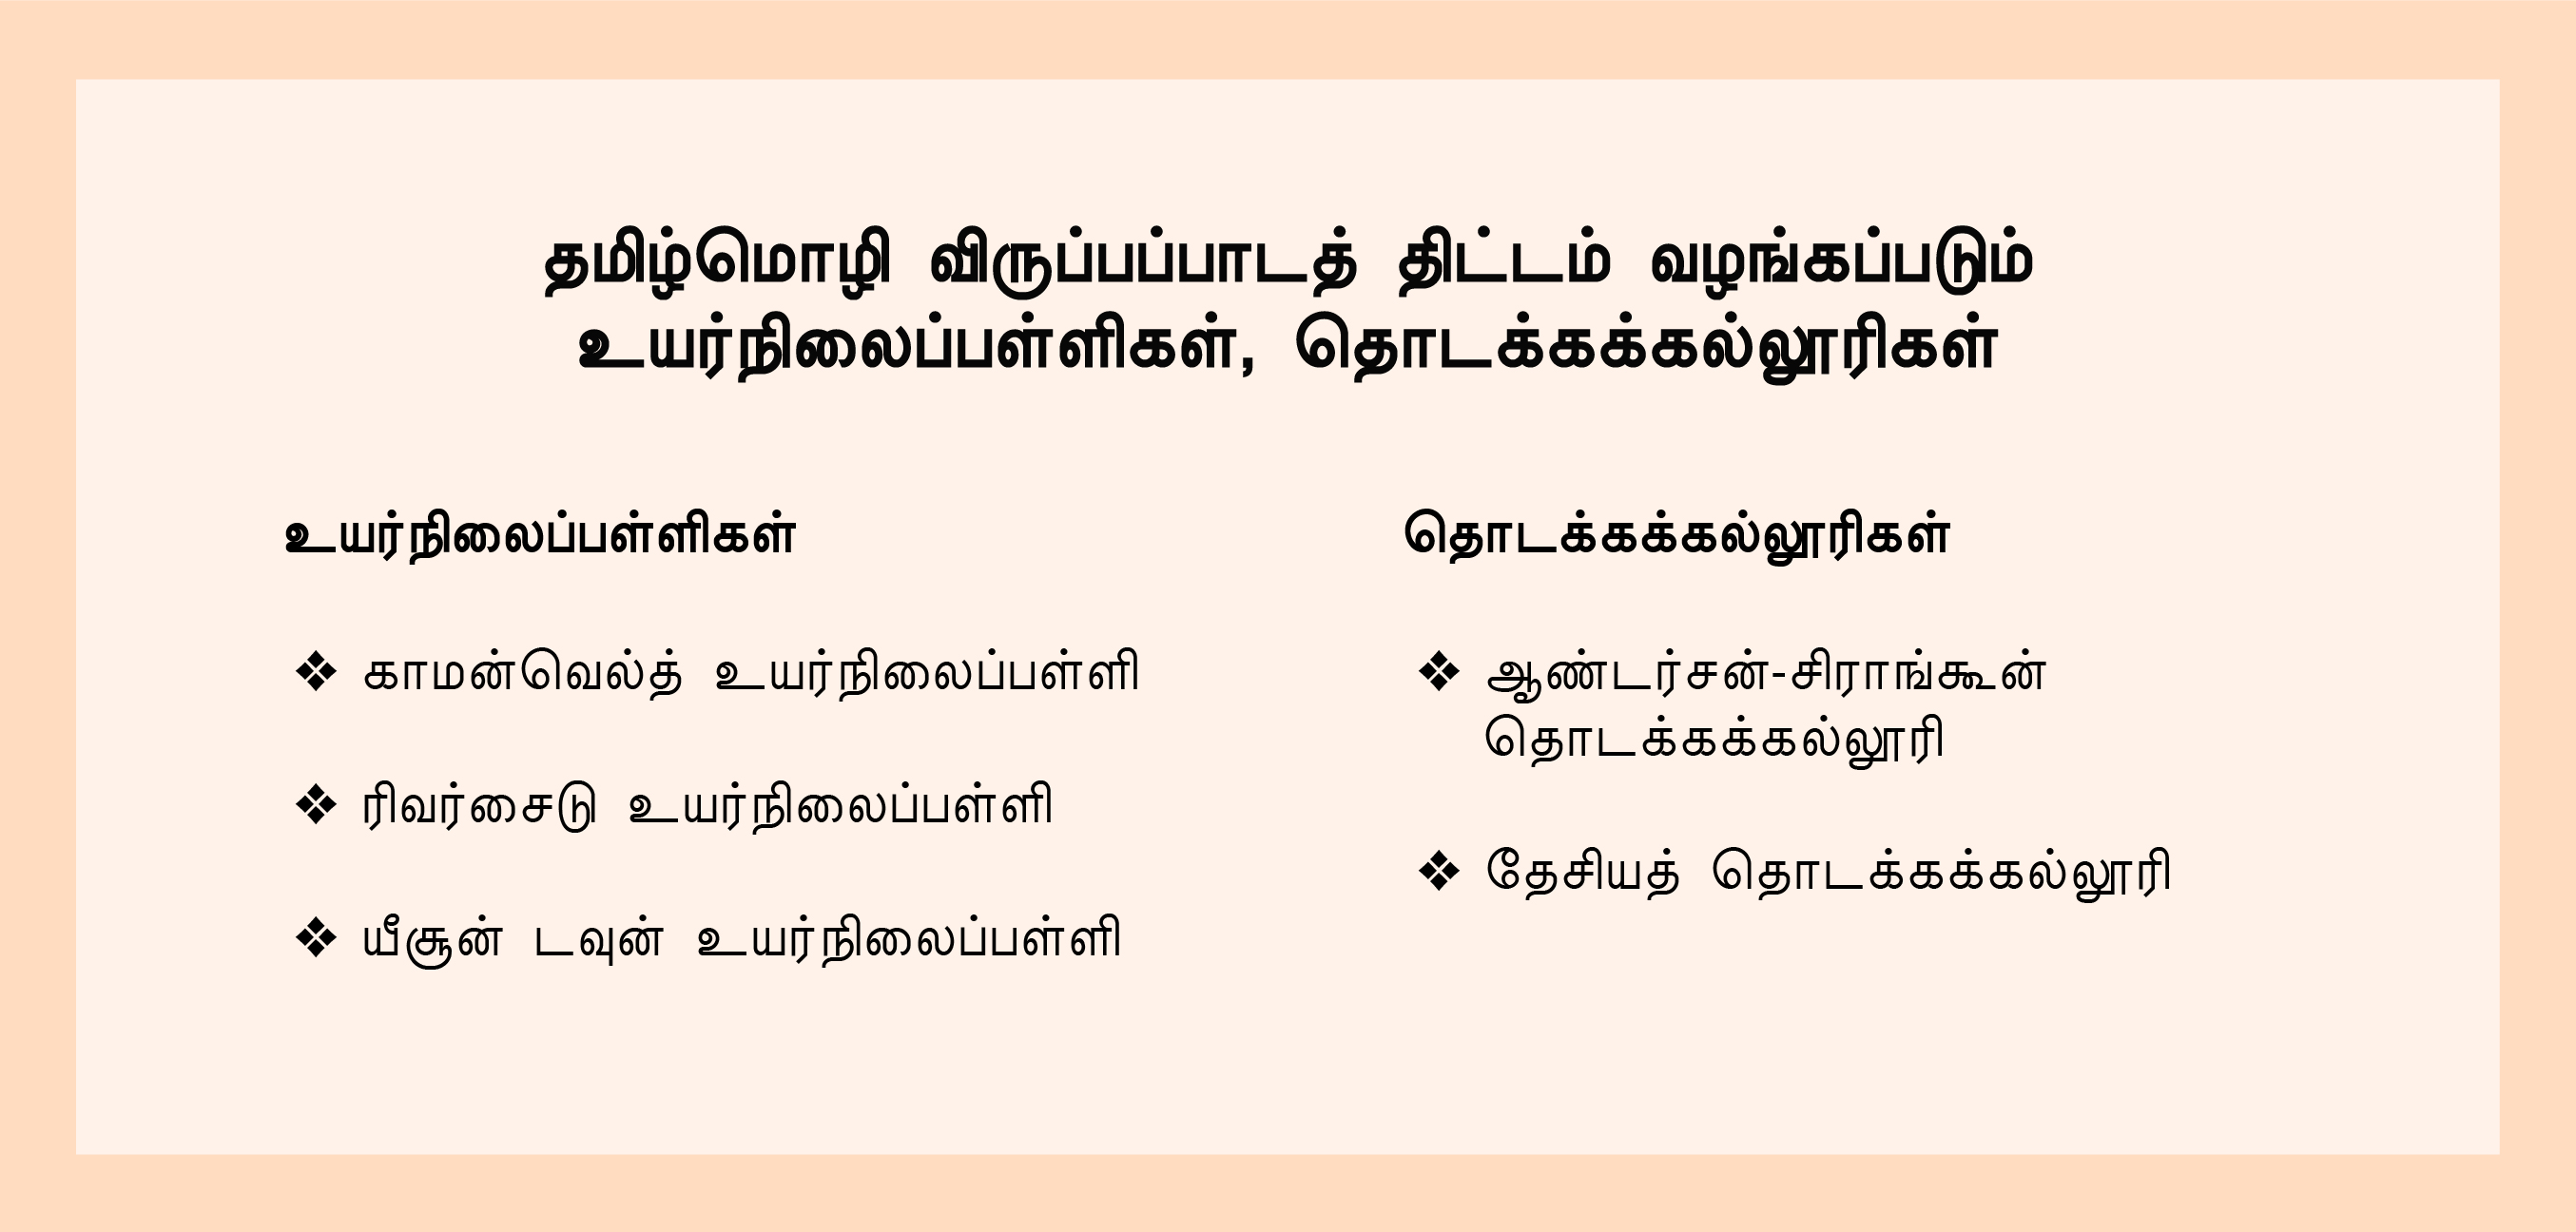 தமிழ்மொழி விருப்பப்பாடத் திட்டம் வழங்கப்படும்
உயர்நிலைப்பள்ளிகள், தொடக்கக்கல்லூரிகள்
உயர்நிலைப்பள்ளிகள்
❖ காமன்வெல்த் உயர்நிலைப்பள்ளி
❖ ரிவர்சைடு உயர்நிலைப்பள்ளி
❖ யீசூன் டவுன் உயர்நிலைப்பள்ளி
தொடக்கக்கல்லூரிகள்
❖ ஆண்டர்சன்-சிராங்கூன்
தொடக்கக்கல்லூரி
❖ தேசியத் தொடக்கக்கல்லூரி